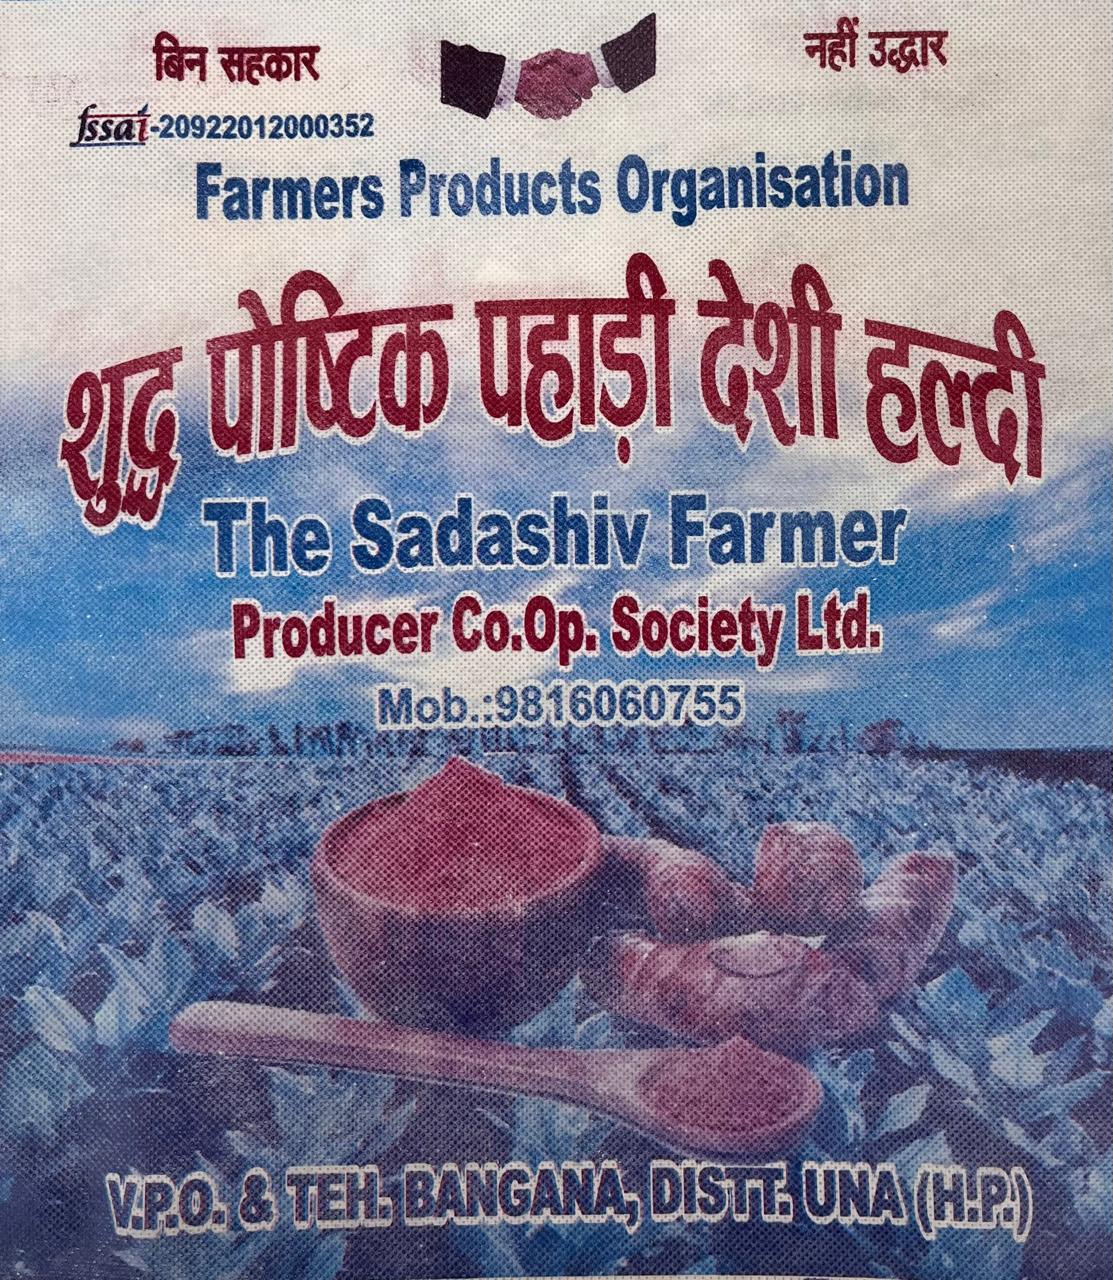 बिन सहकार नहीं उद्धार
fssai-20922012000352
Farmers Products Organisation
शुद्ध पोष्टिक पहाड़ी देशी हल्दी
The Sadashiv Farmer
Producer Co.Op. Society Ltd.
Mob.:9816060755
V.P.O. & TEH. BANGANA, DISTT. UNA (H.P.)